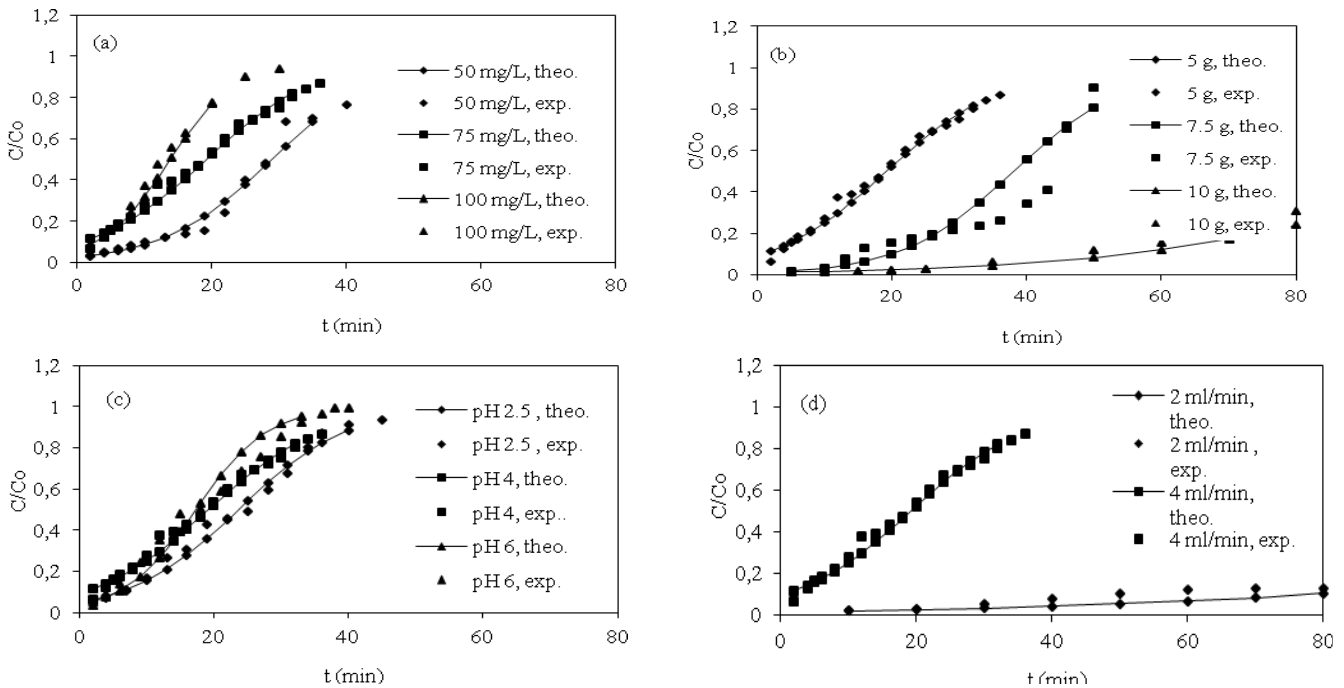 1,2
1
0,8
0,6
0,4
0,2
0
C/Co
(a)
50 mg/L, theo.
50 mg/L, exp.
75 mg/L, theo.
75 mg/L, exp.
100 mg/L, theo.
100 mg/L, exp.
0 20 40 60 80
t (min)
1,2
1
0,8
0,6
0,4
0,2
0
C/Co
(b)
5 g, theo.
5 g, exp.
7.5 g, theo.
7.5 g, exp.
10 g, theo.
10 g, exp.
0 20 40 60 80
t (min)
1,2
1
0,8
0,6
0,4
0,2
0
C/Co
(c)
pH 2.5 , theo.
pH 2.5 , exp.
pH 4, theo.
pH 4, exp..
pH 6, theo.
pH 6, exp.
0 20 40 60 80
t (min)
1,2
1
0,8
0,6
0,4
0,2
0
C/Co
(d)
2 ml/min,
theo.
2 ml/min ,
exp.
4 ml/min,
theo.
4 ml/min, exp.
0 10 20 30 40 50 60 70 80
t (min)